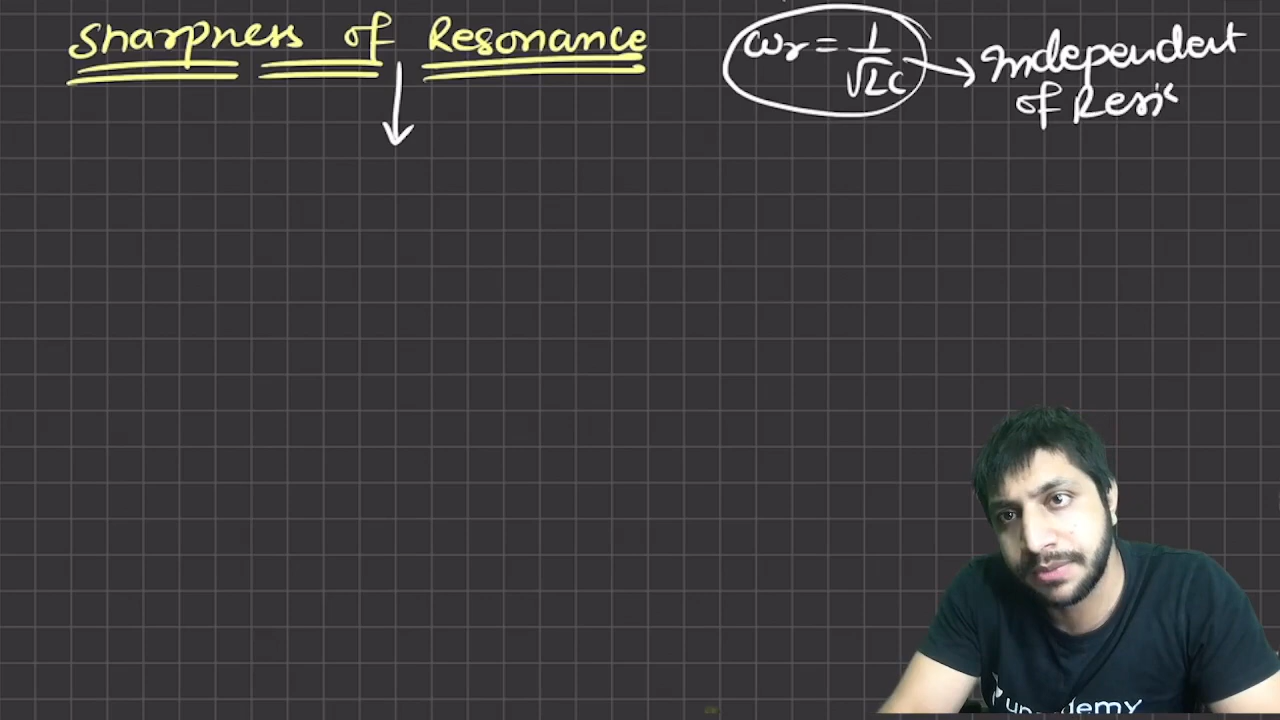 Sharpness of Resonance
ωr = 1/√LC → Independent
of Resis
unacademy